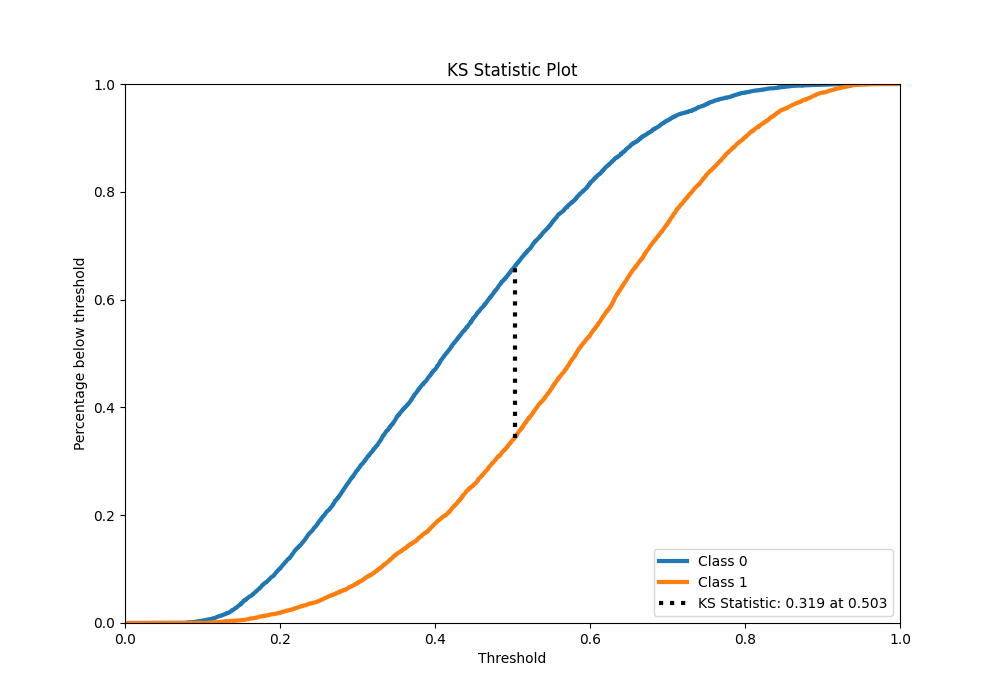 KS Statistic Plot
1.0
0.8
0.6
0.4
0.2
0.0
Percentage below threshold
0.0 0.2 0.4 0.6 0.8 1.0
Threshold
Class 0
Class 1
KS Statistic: 0.319 at 0.503